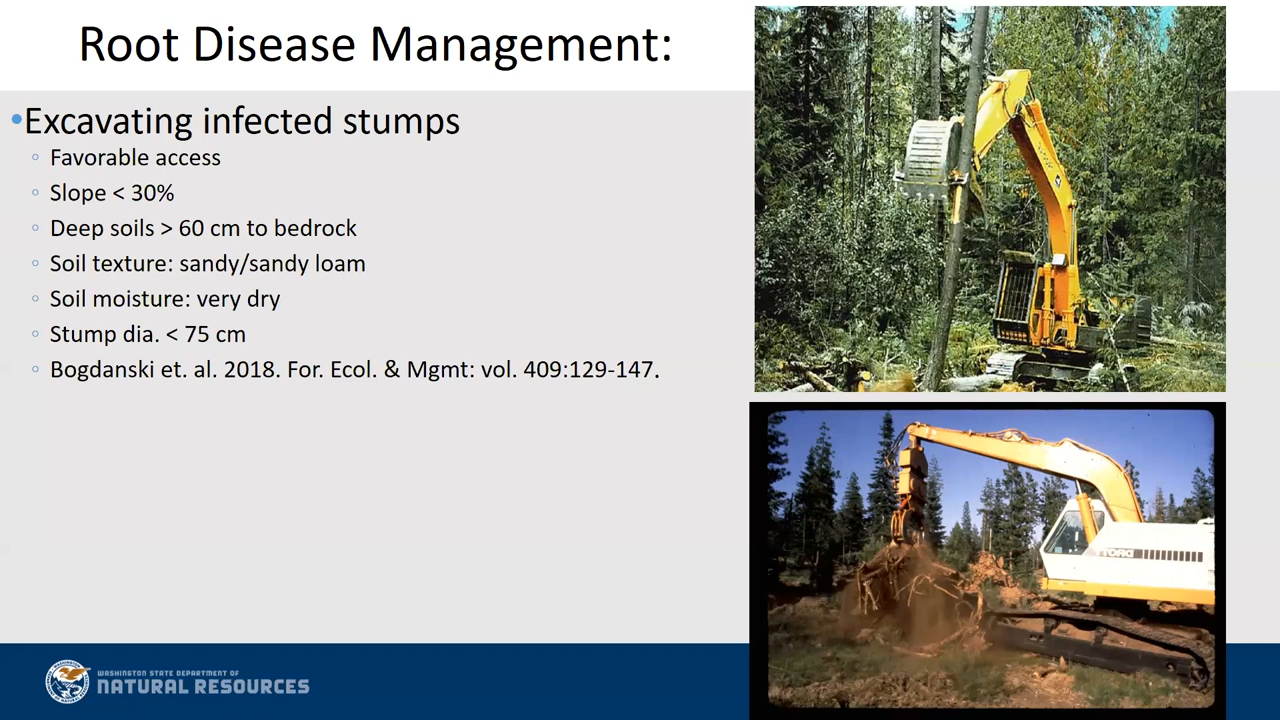 Root Disease Management:
•Excavating infected stumps
◦ Favorable access
◦ Slope < 30%
◦ Deep soils > 60 cm to bedrock
◦ Soil texture: sandy/sandy loam
◦ Soil moisture: very dry
◦ Stump dia. < 75 cm
◦ Bogdanski et. al. 2018. For. Ecol. & Mgmt: vol. 409:129-147.
WASHINGTON STATE DEPARTMENT OF
NATURAL RESOURCES